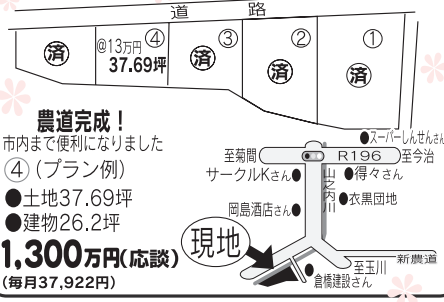 道路
済
@13万円
37.69坪
④
③
済
②
済
①
済
農道完成！
市内まで便利になりました
④(プラン例)
●土地37.69坪
●建物26.2坪
1,300万円(応談)
(毎月37,922円)
●スーパーしんせんさん
至菊間
R196
至今治
サークルKさん●
山之内川
●得々さん
●衣黒団地
岡島酒店さん●
現地
新農道
至玉川
●倉橋建設さん